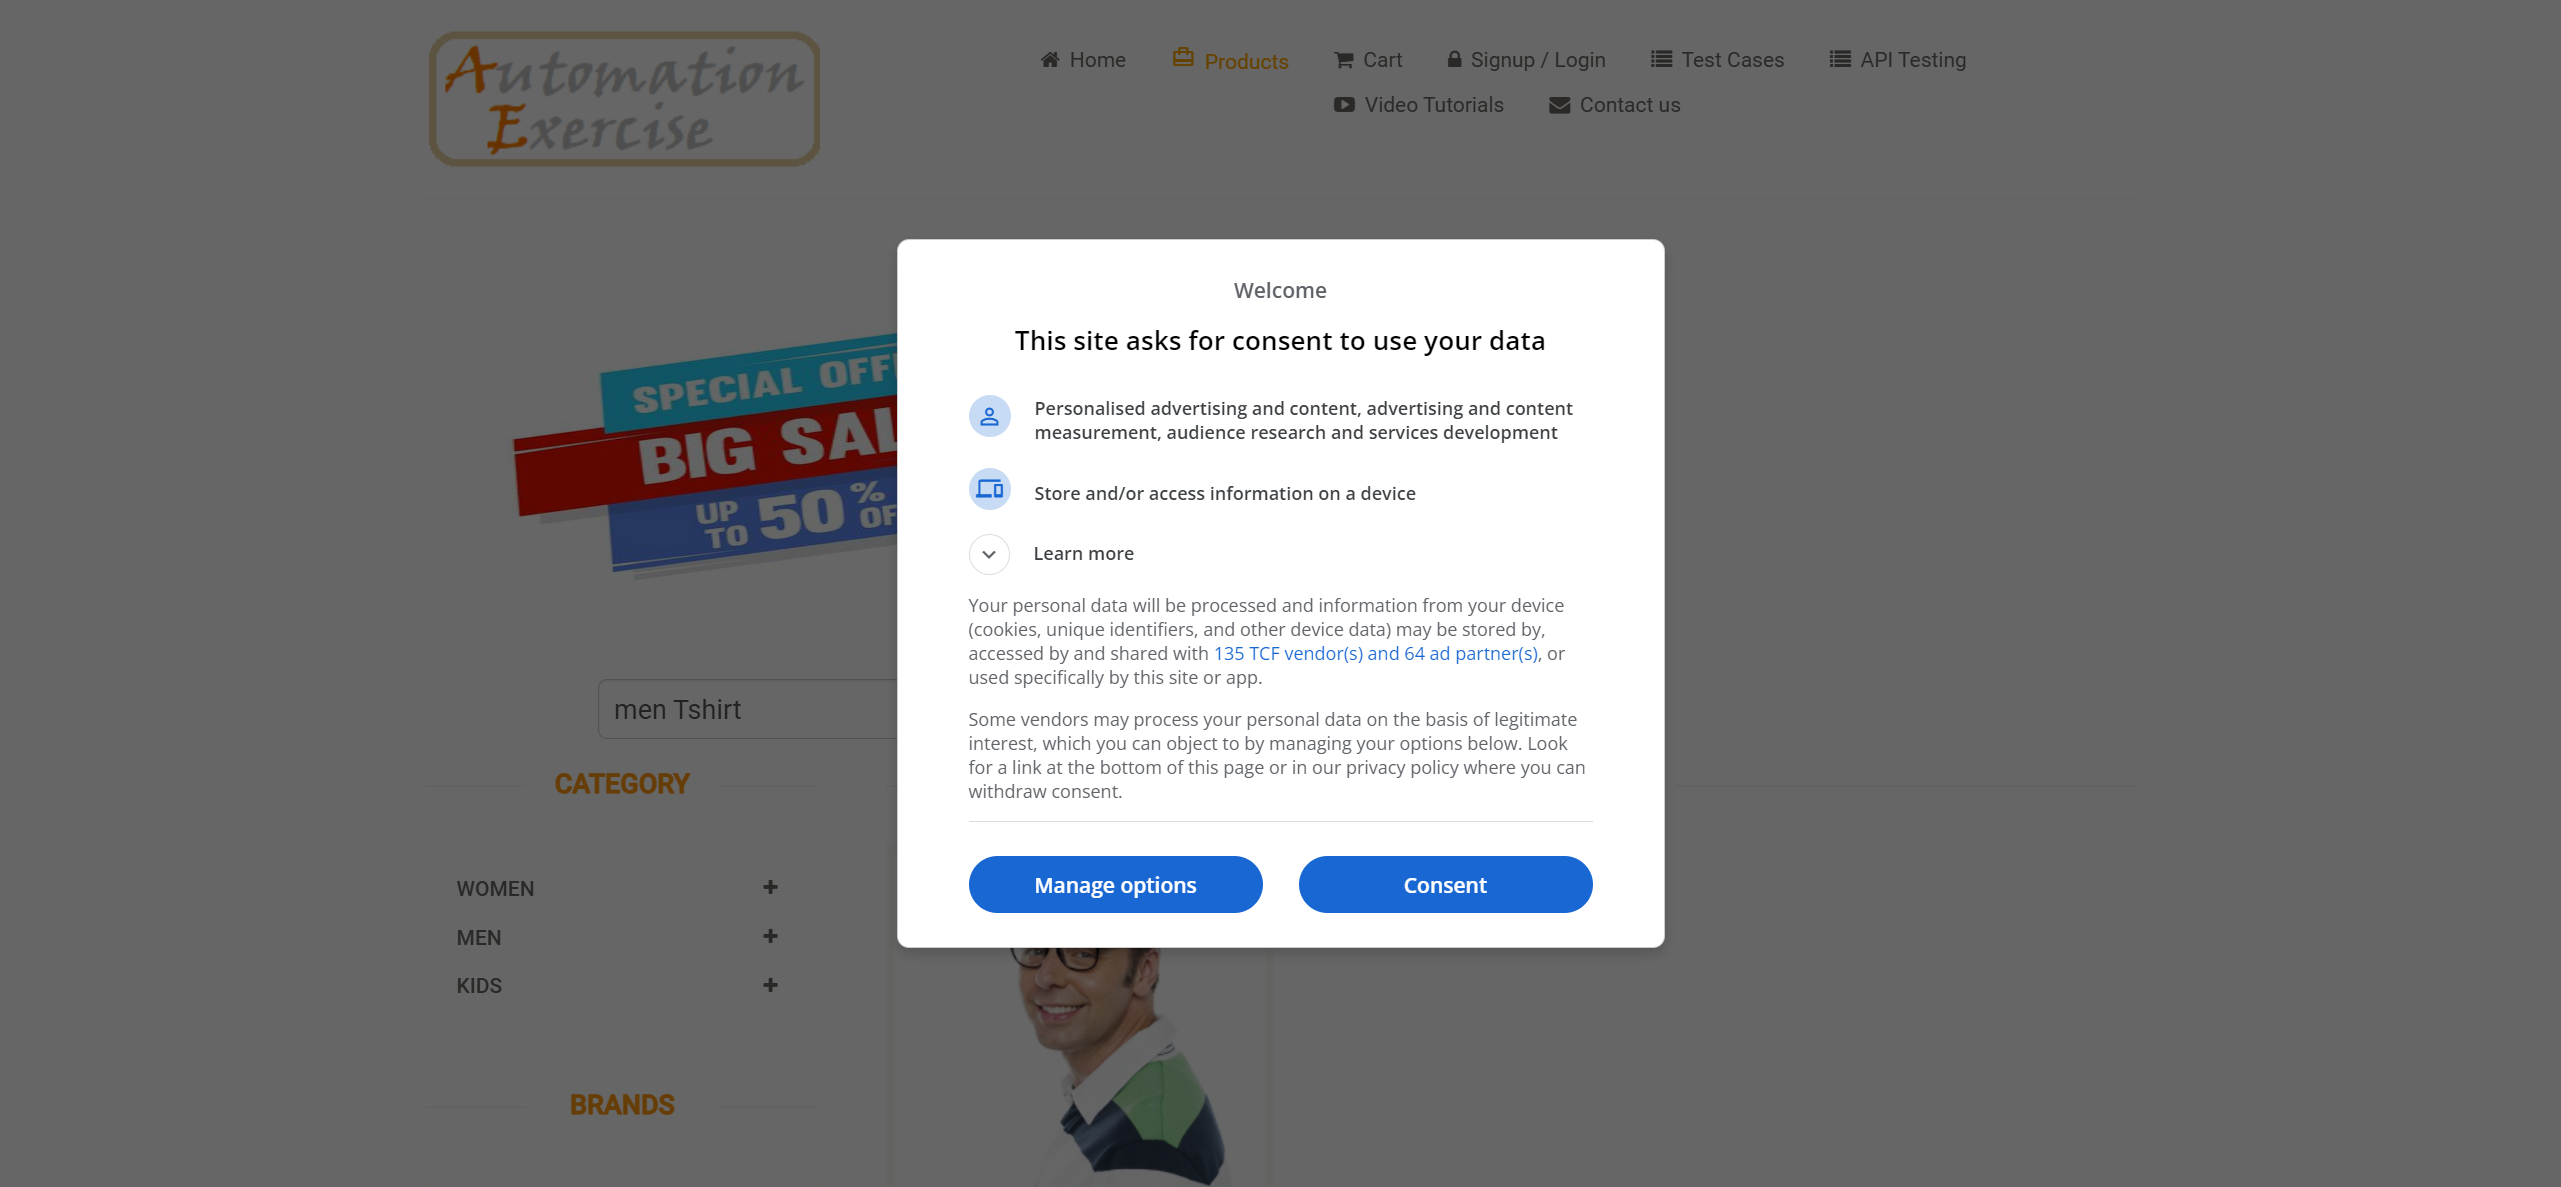 Automation
Exercise
Home
Products
Cart
Signup / Login
Test Cases
API Testing
Video Tutorials
Contact us
SPECIAL OFF
BIG SAL
UP TO 50% OF
men Tshirt
CATEGORY
WOMEN
MEN
KIDS
BRANDS
Welcome
This site asks for consent to use your data
Personalised advertising and content, advertising and content
measurement, audience research and services development
Store and/or access information on a device
Learn more
Your personal data will be processed and information from your device
(cookies, unique identifiers, and other device data) may be stored by,
accessed by and shared with 135 TCF vendor(s) and 64 ad partner(s), or
used specifically by this site or app.
Some vendors may process your personal data on the basis of legitimate
interest, which you can object to by managing your options below. Look
for a link at the bottom of this page or in our privacy policy where you can
withdraw consent.
Manage options
Consent